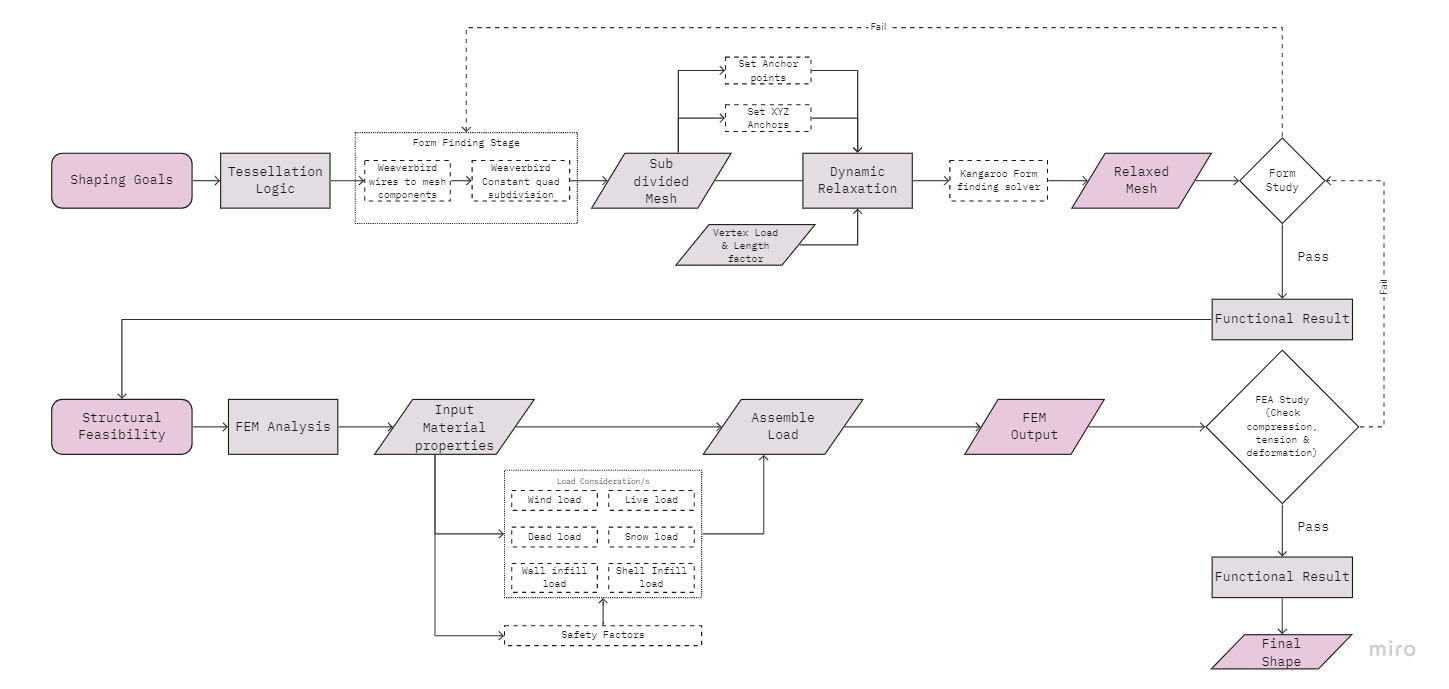 Fail
Set Anchor
points
Set XYZ
Anchors
Form Finding Stage
Shaping Goals
Tessellation
Logic
Weaverbird
wires to mesh
components
Weaverbird
Constant quad
subdivision
Sub
divided
Mesh
Dynamic
Relaxation
Kangaroo Form
finding solver
Relaxed
Mesh
Form
Study
Vertex Load
& Length
factor
Pass
Fail
Functional Result
Structural
Feasibility
FEM Analysis
Input
Material
properties
Assemble
Load
FEM
Output
FEA Study
(Check
compression,
tension &
deformation)
Load Consideration/s
Wind load
Live load
Dead load
Snow load
Wall infill
load
Shell Infill
load
Safety Factors
Pass
Functional Result
Final
Shape
miro